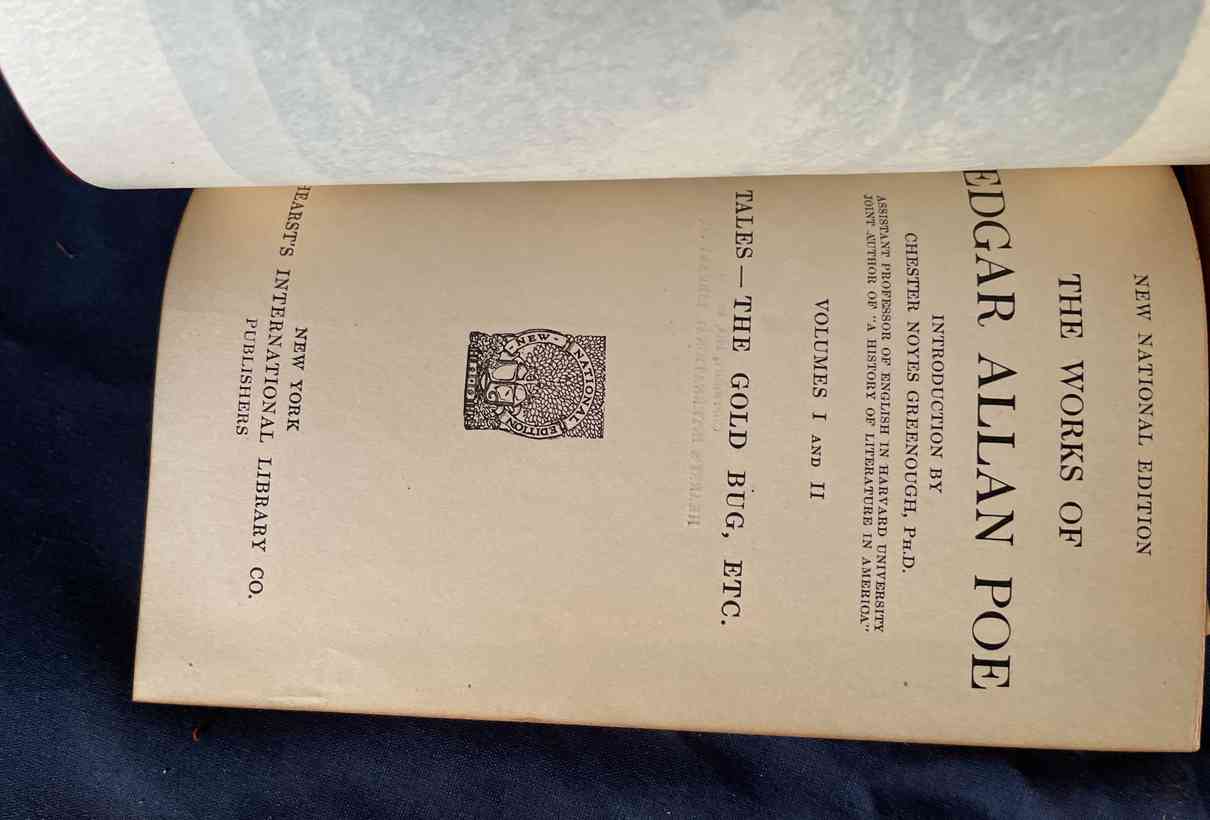 NEW NATIONAL EDITION
THE WORKS OF
EDGAR ALLAN POE
INTRODUCTION BY
CHESTER NOYES GREENOUGH, PH.D.
ASSISTANT PROFESSOR OF ENGLISH IN HARVARD UNIVERSITY
JOINT AUTHOR OF "A HISTORY OF LITERATURE IN AMERICA"
VOLUMES I AND II
TALES—THE GOLD BUG, ETC.
NEW NATIONAL EDITION
NEW YORK
HEARST'S INTERNATIONAL LIBRARY CO.
PUBLISHERS